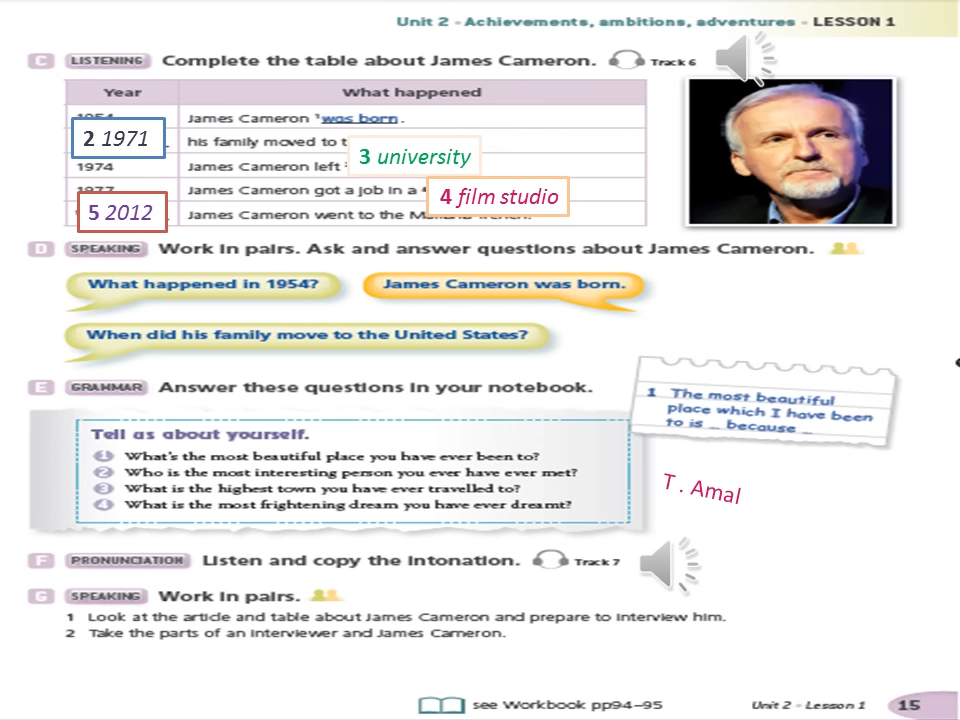 Unit 2 - Achievements, ambitions, adventures - LESSON 1
C LISTENING Complete the table about James Cameron. Track 6
Year What happened
1954 James Cameron ¹was born.
2 1971 his family moved to t
3 university
1974 James Cameron left
1977 James Cameron got a job in a
4 film studio
5 2012 James Cameron went to the Mariana Trench.
D SPEAKING Work in pairs. Ask and answer questions about James Cameron.
What happened in 1954? James Cameron was born.
When did his family move to the United States?
E GRAMMAR Answer these questions in your notebook.
1 The most beautiful
place which I have been
to is ... because ...
Tell as about yourself.
1 What's the most beautiful place you have ever been to?
2 Who is the most interesting person you ever have ever met?
3 What is the highest town you have ever travelled to?
4 What is the most frightening dream you have ever dreamt?
T . Amal
F PRONUNCIATION Listen and copy the intonation. Track 7
G SPEAKING Work in pairs.
1 Look at the article and table about James Cameron and prepare to interview him.
2 Take the parts of an interviewer and James Cameron.
see Workbook pp94–95 Unit 2 - Lesson 1 15